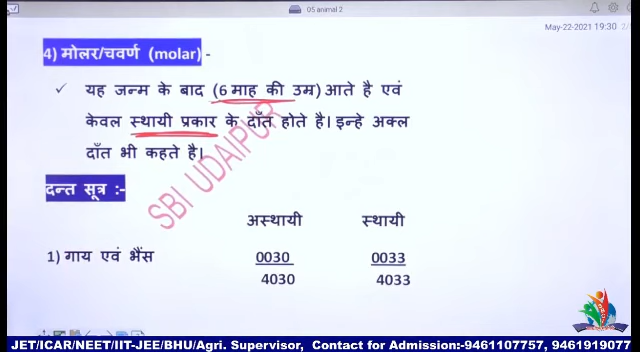 05 animal 2
May-22-2021 19:30
4) मोलर/चवर्ण (molar) -
✓ यह जन्म के बाद (6 माह की उम्र) आते है एवं
केवल स्थायी प्रकार के दाँत होते है। इन्हे अक्ल
दाँत भी कहते है।
SBI UDAIPUR
दन्त सूत्र :-
अस्थायी स्थायी
1) गाय एवं भैंस 0030 0033
4030 4033
JET/ICAR/NEET/IIT-JEE/BHU/Agri. Supervisor, Contact for Admission:-9461107757, 9461919077